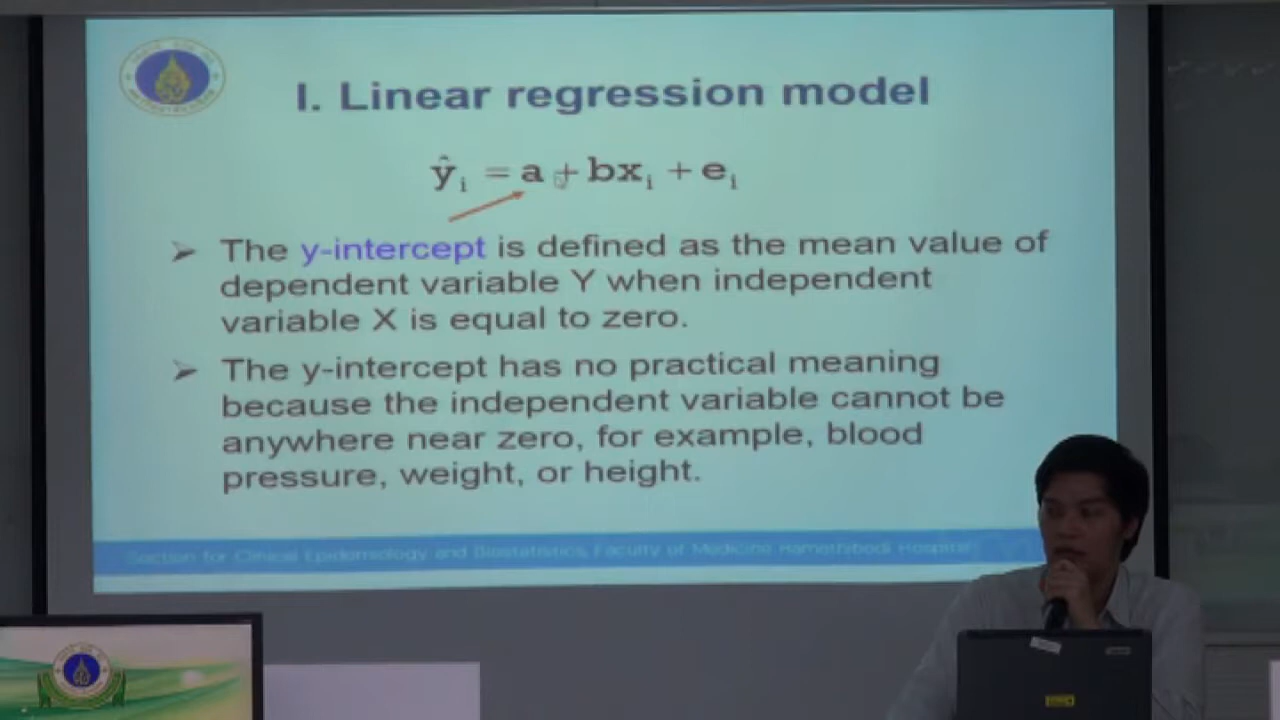 I. Linear regression model
ŷi = a + bxi + ei
➢ The y-intercept is defined as the mean value of
dependent variable Y when independent
variable X is equal to zero.
➢ The y-intercept has no practical meaning
because the independent variable cannot be
anywhere near zero, for example, blood
pressure, weight, or height.
Section for Clinical Epidemiology and Biostatistics, Faculty of Medicine Ramathibodi Hospital